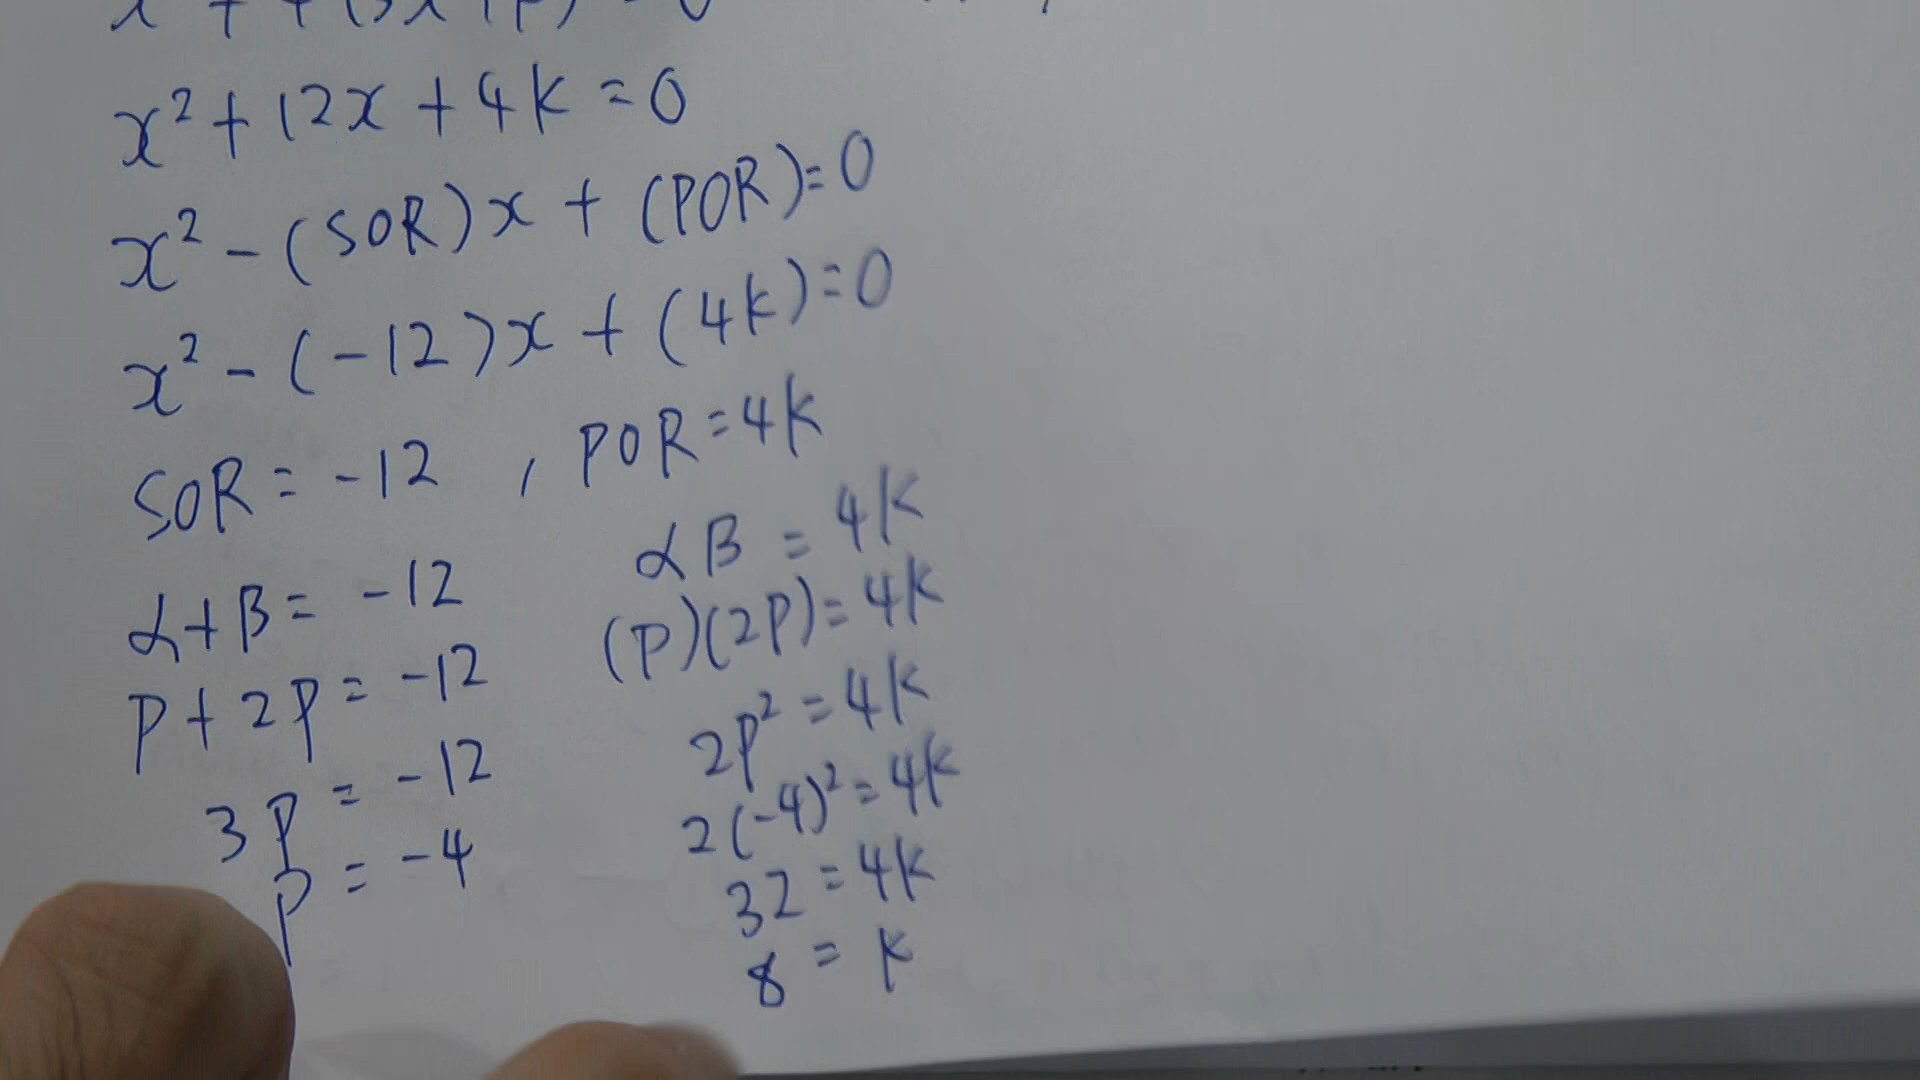 x² + 12x + 4k = 0
x² - (SOR)x + (POR) = 0
x² - (-12)x + (4k) = 0
SOR = -12 , POR = 4k
α + β = -12
p + 2p = -12
3p = -12
p = -4
αβ = 4k
(p)(2p) = 4k
2p² = 4k
2(-4)² = 4k
32 = 4k
8 = k